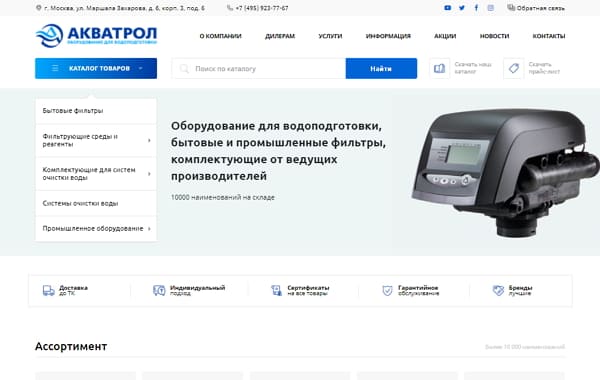 г. Москва, ул. Маршала Захарова, д. 6, корп. 3, под. 6
+7 (495) 923-77-67
Обратная связь
АКВАТРОЛ
ОБОРУДОВАНИЕ ДЛЯ ВОДОПОДГОТОВКИ
О КОМПАНИИ
ДИЛЕРАМ
УСЛУГИ
ИНФОРМАЦИЯ
АКЦИИ
НОВОСТИ
КОНТАКТЫ
КАТАЛОГ ТОВАРОВ
Поиск по каталогу
Найти
Скачать наш
каталог
Скачать
прайс-лист
Бытовые фильтры
Фильтрующие среды и
реагенты
Комплектующие для систем
очистки воды
Системы очистки воды
Промышленное оборудование
Оборудование для водоподготовки,
бытовые и промышленные фильтры,
комплектующие от ведущих
производителей
10000 наименований на складе
Доставка
до ТК
Индивидуальный
подход
Сертификаты
на все товары
Гарантийное
обслуживание
Бренды
лучшие
Ассортимент
Более 10 000 наименований